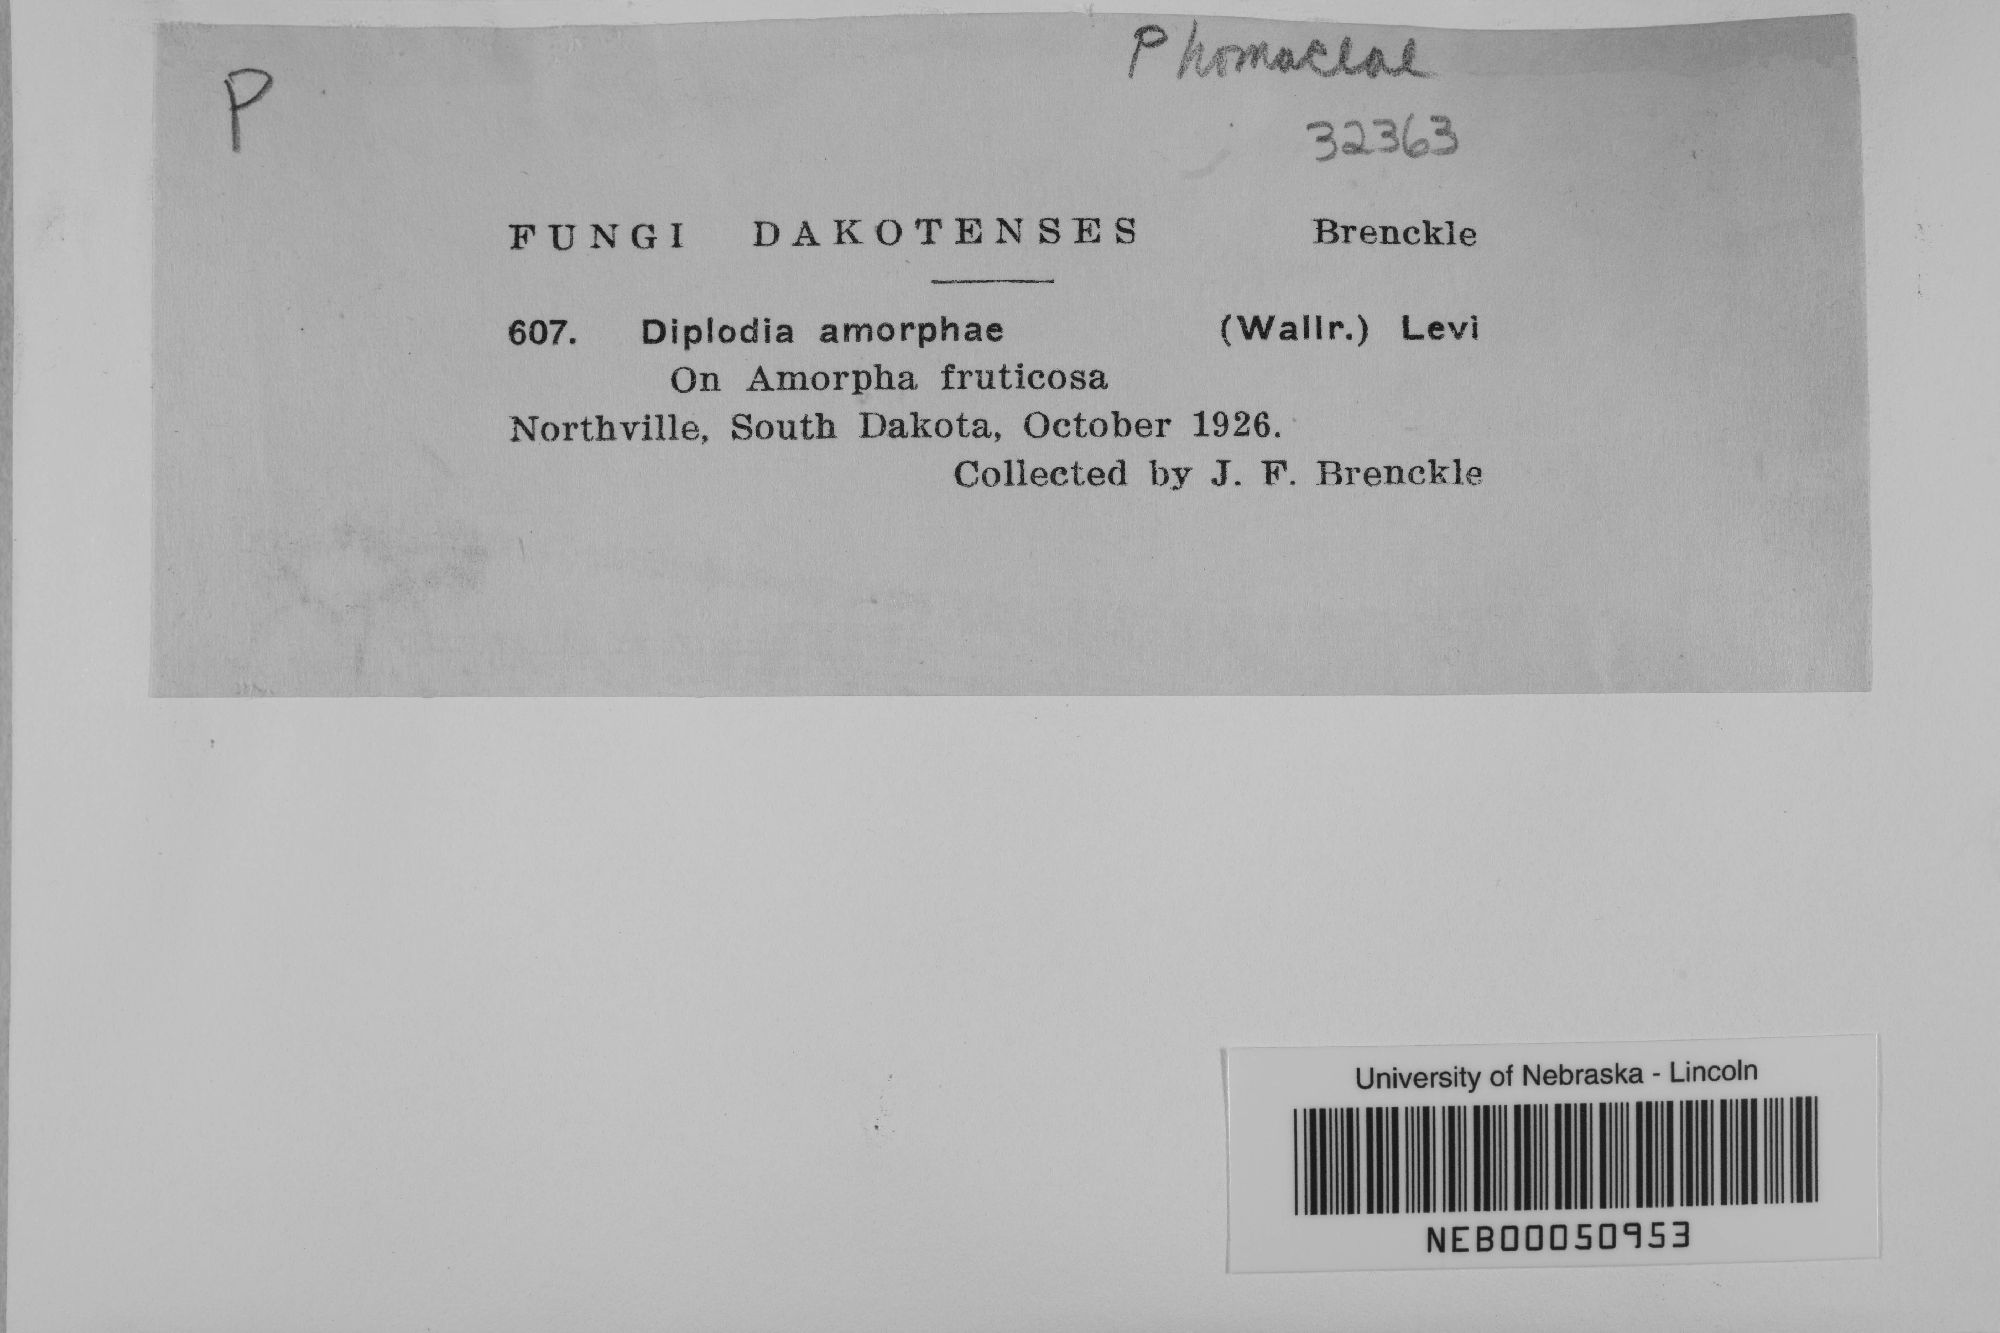 P
Phomaceae
32363
FUNGI DAKOTENSES Brenckle
607. Diplodia amorphae (Wallr.) Levi
On Amorpha fruticosa
Northville, South Dakota, October 1926.
Collected by J. F. Brenckle
University of Nebraska - Lincoln
NEB00050953